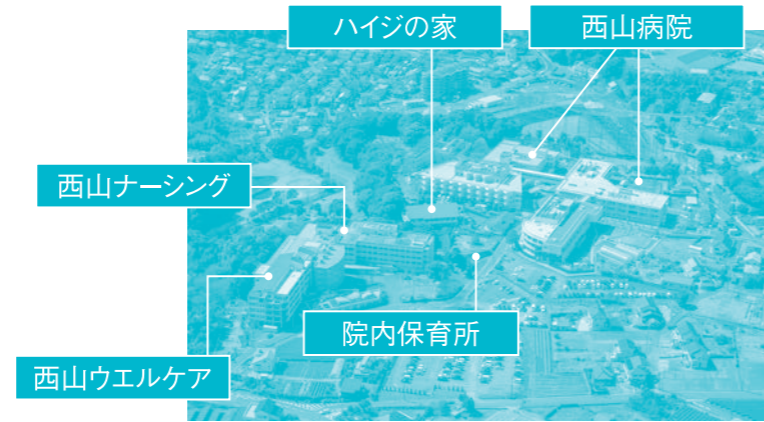 ハイジの家
西山病院
西山ナーシング
院内保育所
西山ウエルケア